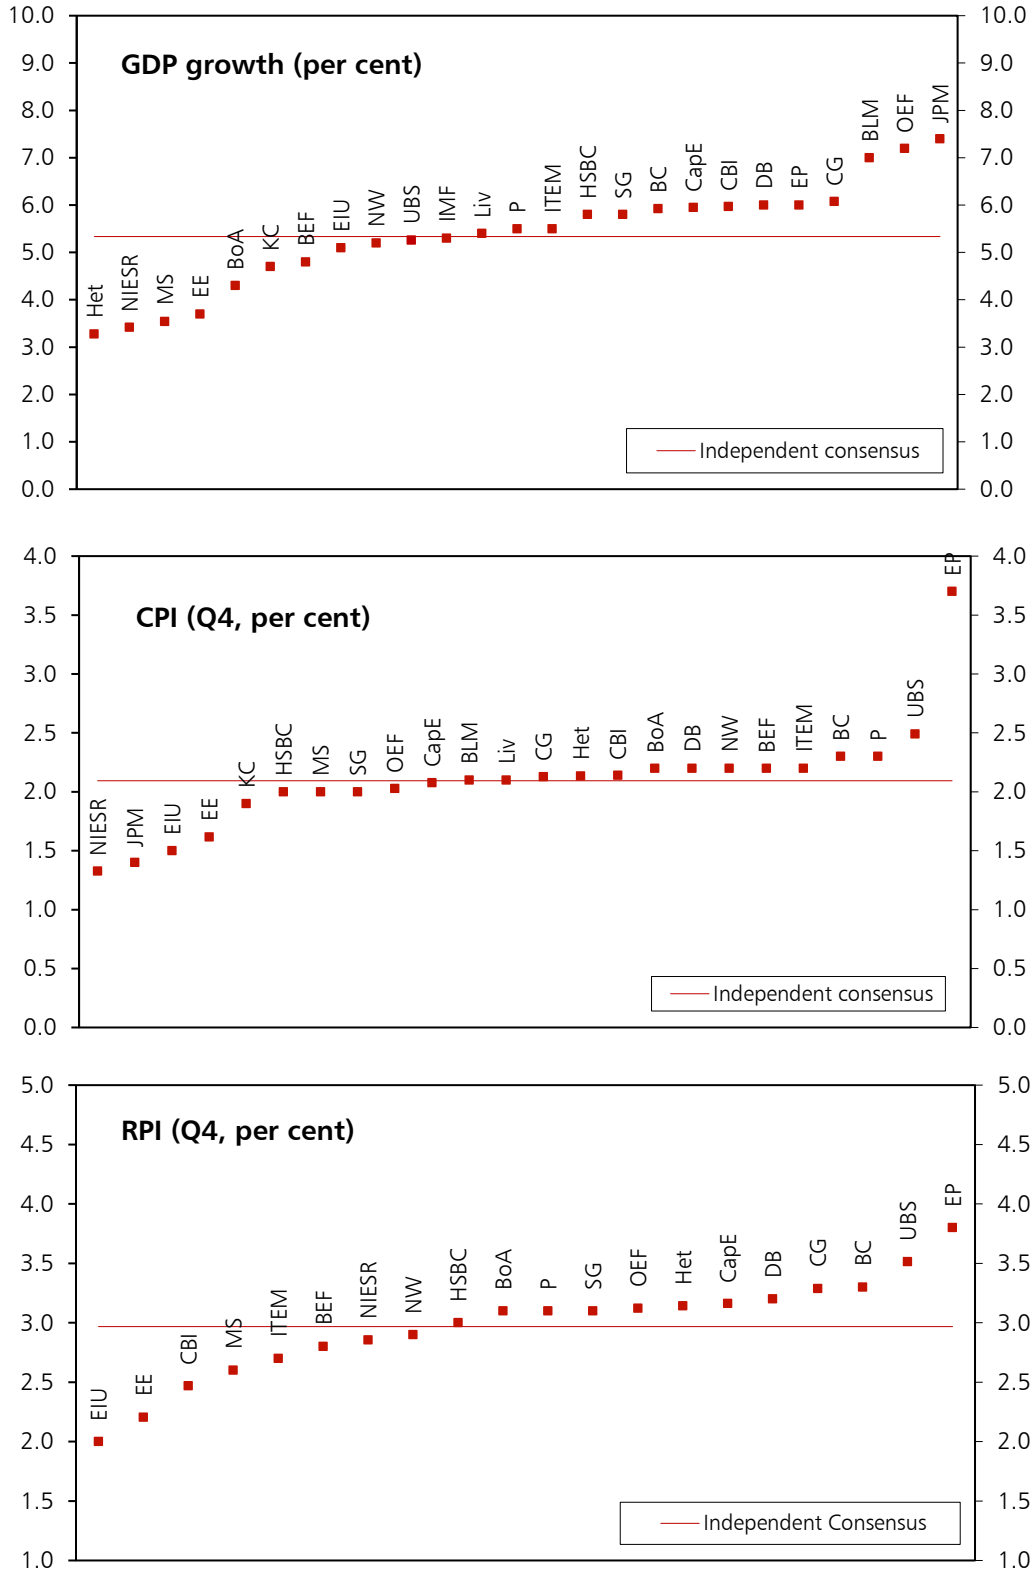 GDP growth (per cent)
10.0 10.0
9.0 9.0
8.0 8.0
7.0 7.0
6.0 6.0
5.0 5.0
4.0 4.0
3.0 3.0
2.0 2.0
1.0 1.0
0.0 0.0
Het
NIESR
MS
EE
BoA
KC
BEF
EIU
NW
UBS
IMF
Liv
P
ITEM
HSBC
SG
BC
CapE
CBI
DB
EP
CG
BLM
OEF
JPM
Independent consensus
CPI (Q4, per cent)
4.0 4.0
3.5 3.5
3.0 3.0
2.5 2.5
2.0 2.0
1.5 1.5
1.0 1.0
0.5 0.5
0.0 0.0
NIESR
JPM
EIU
EE
KC
HSBC
MS
SG
OEF
CapE
BLM
Liv
CG
Het
CBI
BoA
DB
NW
BEF
ITEM
BC
P
UBS
EP
Independent consensus
RPI (Q4, per cent)
5.0 5.0
4.5 4.5
4.0 4.0
3.5 3.5
3.0 3.0
2.5 2.5
2.0 2.0
1.5 1.5
1.0 1.0
EIU
EE
CBI
MS
ITEM
BEF
NIESR
NW
HSBC
BoA
P
SG
OEF
Het
CapE
DB
CG
BC
UBS
EP
Independent Consensus